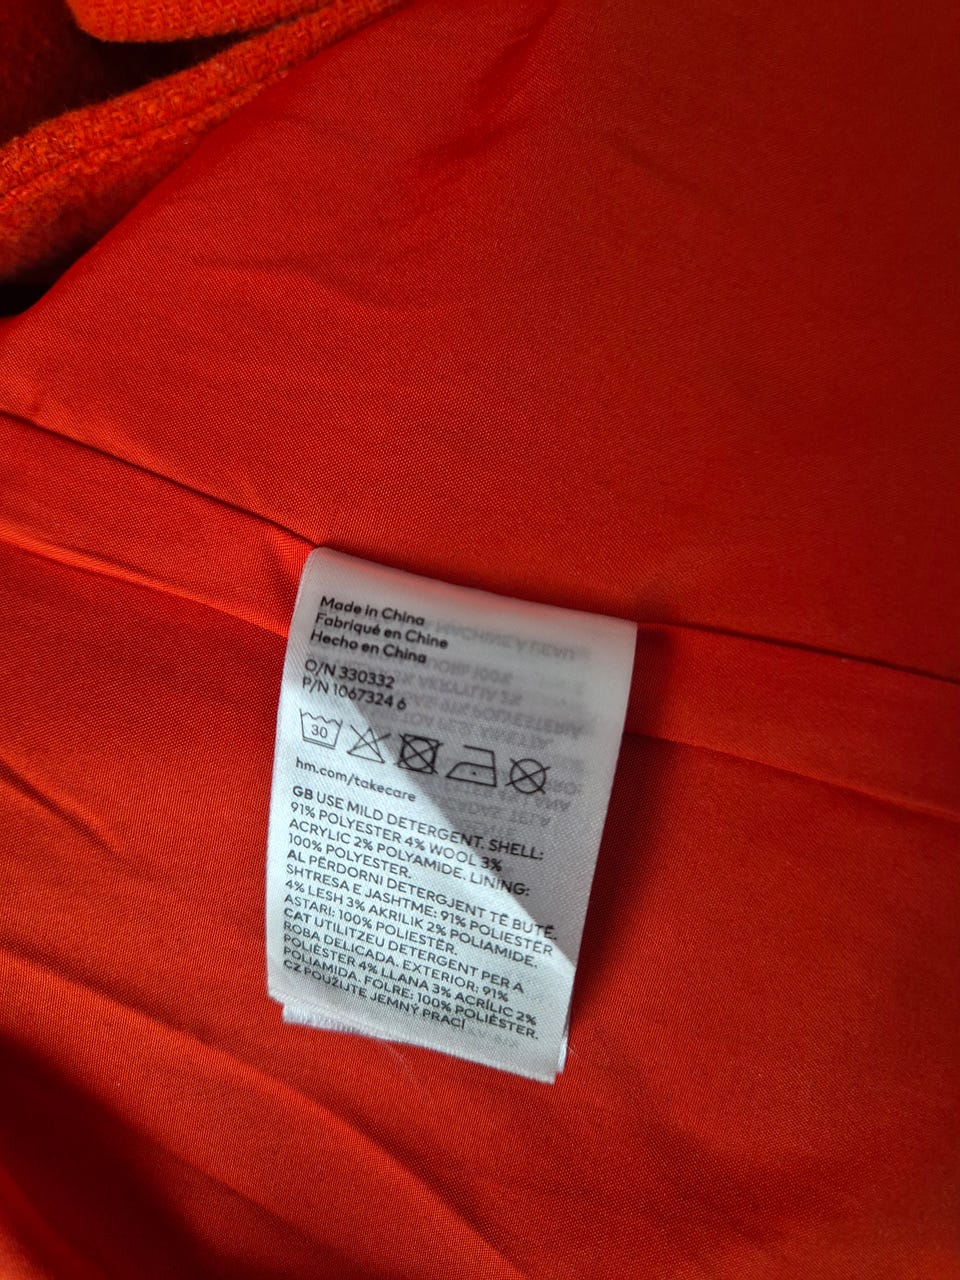 Made in China
Fabriqué en Chine
Hecho en China
O/N 330332
P/N 1067324 6
30
hm.com/takecare
GB USE MILD DETERGENT. SHELL:
91% POLYESTER 4% WOOL 3%
ACRYLIC 2% POLYAMIDE. LINING:
100% POLYESTER.
AL PËRDORNI DETERGJENT TË BUTË.
SHTRESA E JASHTME: 91% POLIESTËR
4% LESH 3% AKRILIK 2% POLIAMIDE.
ASTARI: 100% POLIESTËR.
CAT UTILITZEU DETERGENT PER A
ROBA DELICADA. EXTERIOR: 91%
POLIÈSTER 4% LLANA 3% ACRÍLIC 2%
POLIAMIDA. FOLRE: 100% POLIÈSTER.
CZ POUŽIJTE JEMNÝ PRACÍ